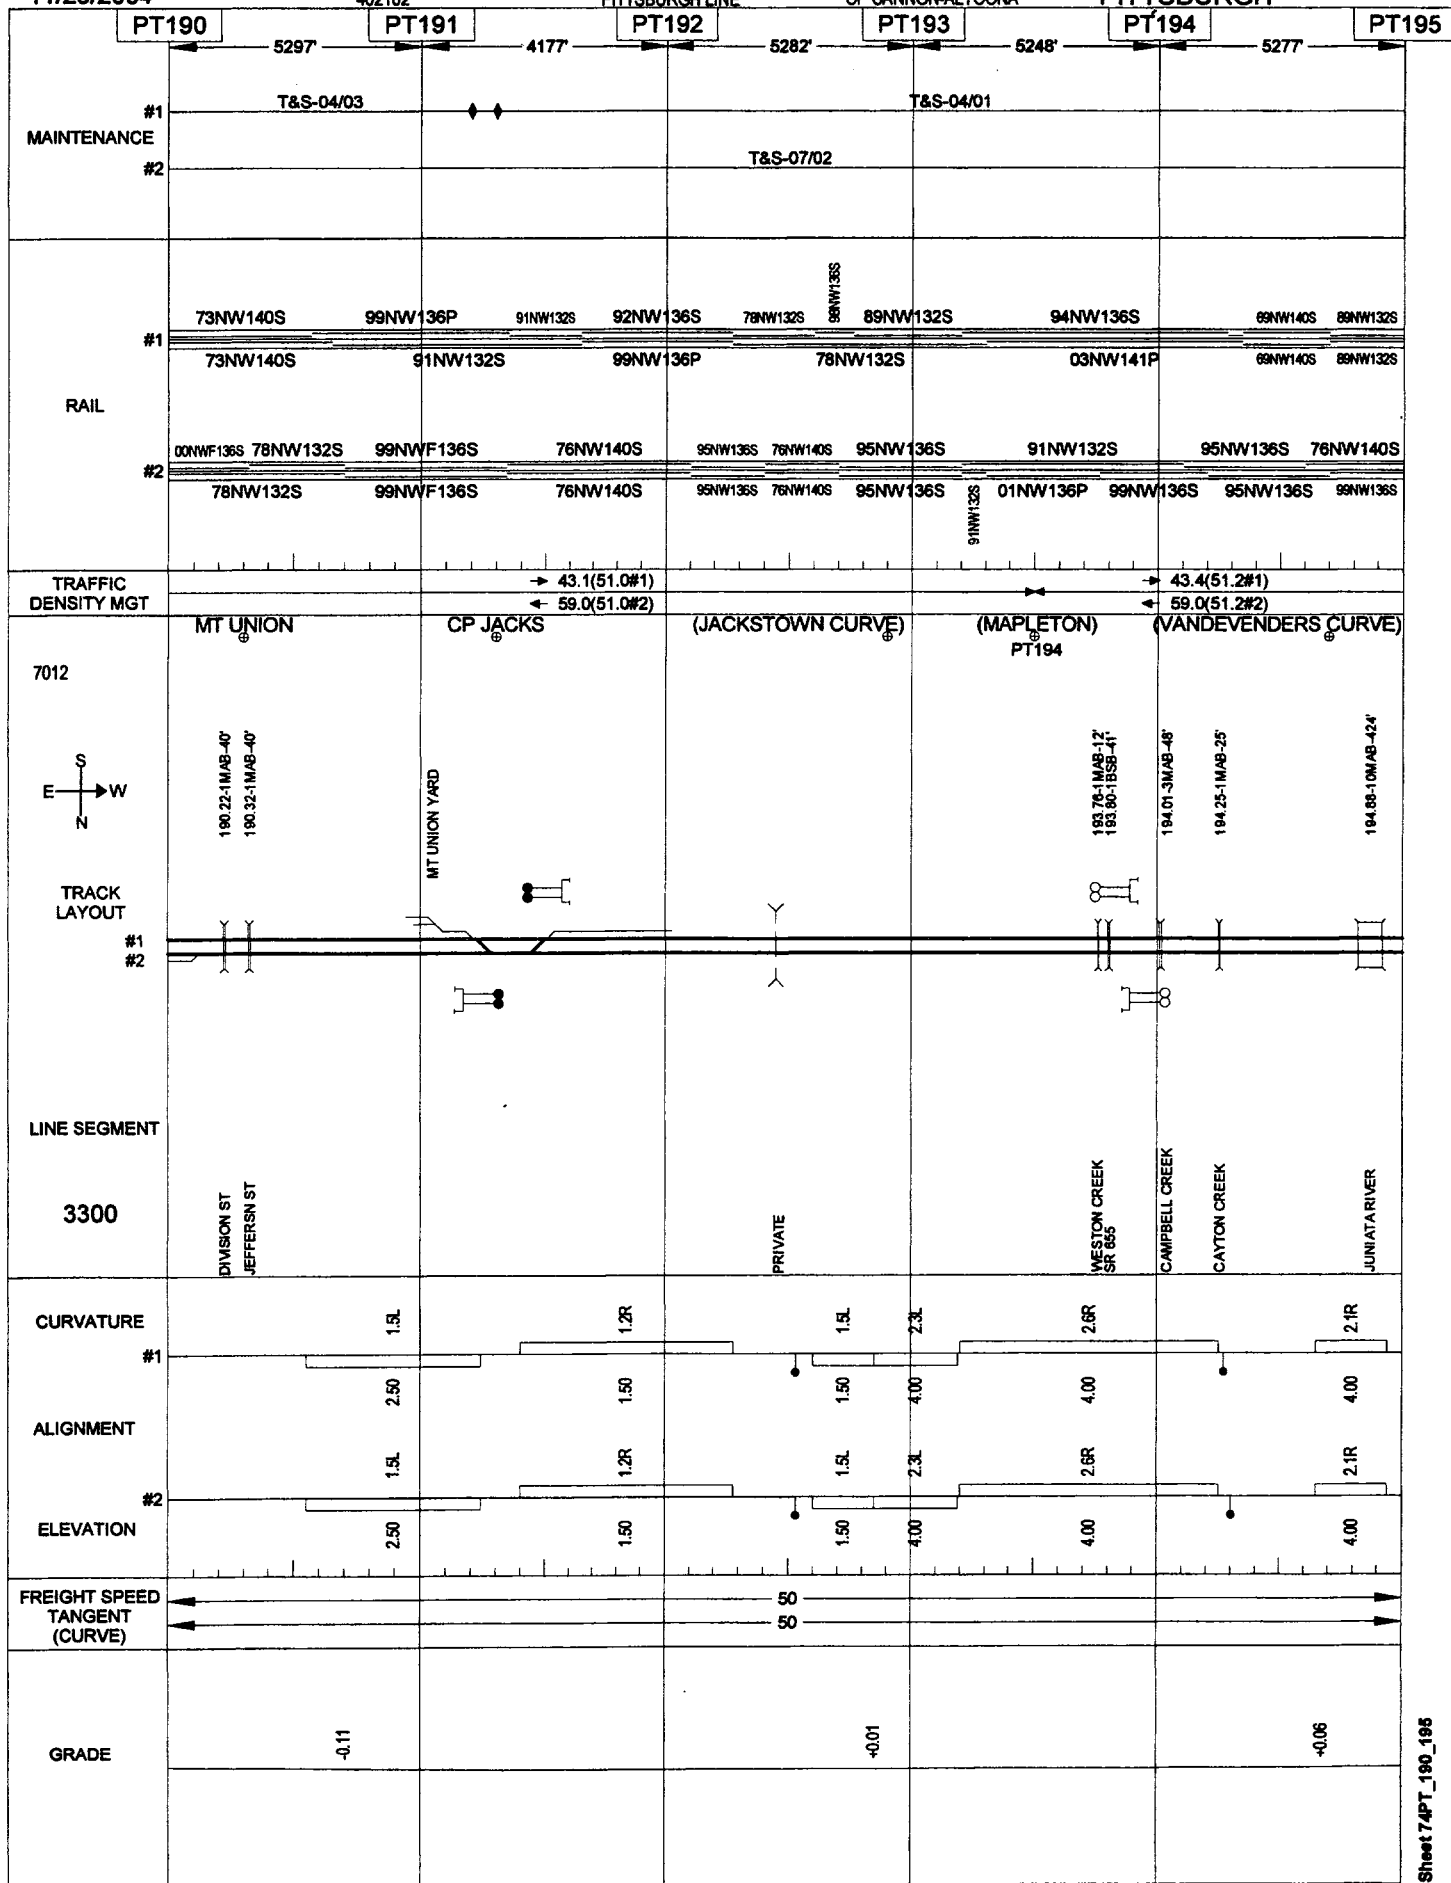 PITTSBURGH
PT190 PT191 PT192 PT193 PT194 PT195
5297' 4177' 5282' 5248' 5277'
MAINTENANCE
#1 T&S-04/03 T&S-04/01
#2 T&S-07/02
RAIL
98NW136S
73NW140S 99NW136P 91NW132S 92NW136S 78NW132S 89NW132S 94NW136S 69NW140S 89NW132S
#1
73NW140S 91NW132S 99NW136P 78NW132S 03NW141P 69NW140S 89NW132S
00NWF136S 78NW132S 99NWF136S 76NW140S 95NW136S 76NW140S 95NW136S 91NW132S 95NW136S 76NW140S
#2
78NW132S 99NWF136S 76NW140S 95NW136S 76NW140S 95NW136S 91NW132S 01NW136P 99NW136S 95NW136S 99NW136S
TRAFFIC
DENSITY MGT
43.1(51.0#1) 43.4(51.2#1)
59.0(51.0#2) 59.0(51.2#2)
MT UNION CP JACKS (JACKSTOWN CURVE) (MAPLETON) (VANDEVENDERS CURVE)
PT194
7012
S
E W
N
190.22-1MAB-40'
190.32-1MAB-40'
MT UNION YARD
193.76-1MAB-12'
193.80-1BSB-41'
194.01-3MAB-48'
194.25-1MAB-25'
194.88-10MAB-424'
TRACK
LAYOUT
#1
#2
LINE SEGMENT
3300
DIVISION ST
JEFFERSN ST
PRIVATE
WESTON CREEK
SR 655
CAMPBELL CREEK
CAYTON CREEK
JUNIATA RIVER
CURVATURE
1.5L 1.2R 1.5L 2.3L 2.6R 2.1R
#1
2.50 1.50 1.50 4.00 4.00 4.00
ALIGNMENT
1.5L 1.2R 1.5L 2.3L 2.6R 2.1R
#2
ELEVATION
2.50 1.50 1.50 4.00 4.00 4.00
FREIGHT SPEED
TANGENT
(CURVE)
50
50
GRADE
-0.11 +0.01 +0.06
Sheet 74PT_190_195